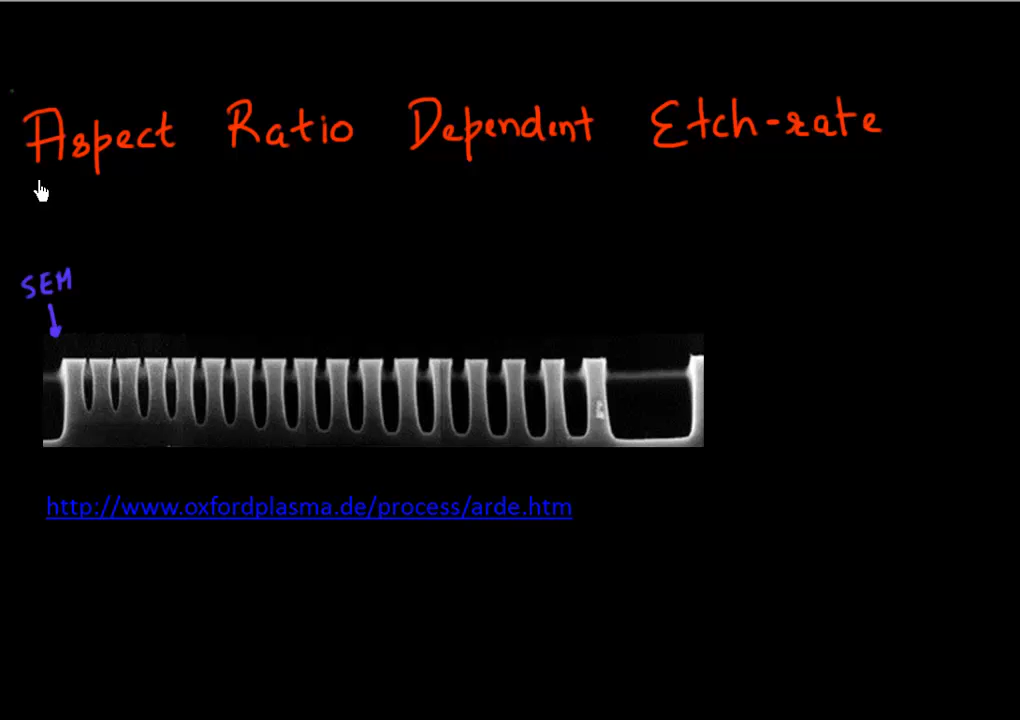 Aspect Ratio Dependent Etch-rate
SEM
http://www.oxfordplasma.de/process/arde.htm